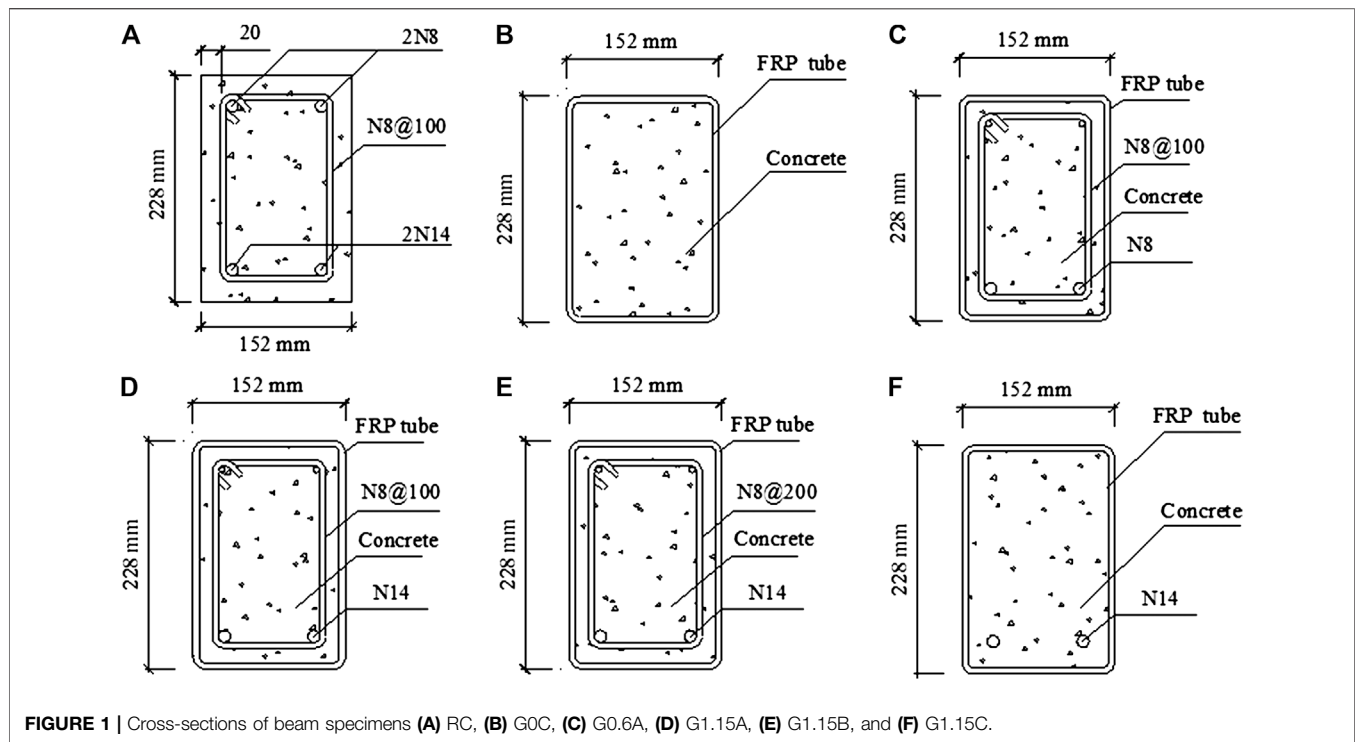 A
20
2N8
N8@100
2N14
228 mm
152 mm
B
152 mm
FRP tube
Concrete
228 mm
C
152 mm
FRP tube
N8@100
Concrete
N8
228 mm
D
152 mm
FRP tube
N8@100
Concrete
N14
228 mm
E
152 mm
FRP tube
N8@200
Concrete
N14
228 mm
F
152 mm
FRP tube
Concrete
N14
228 mm
FIGURE 1 | Cross-sections of beam specimens (A) RC, (B) G0C, (C) G0.6A, (D) G1.15A, (E) G1.15B, and (F) G1.15C.